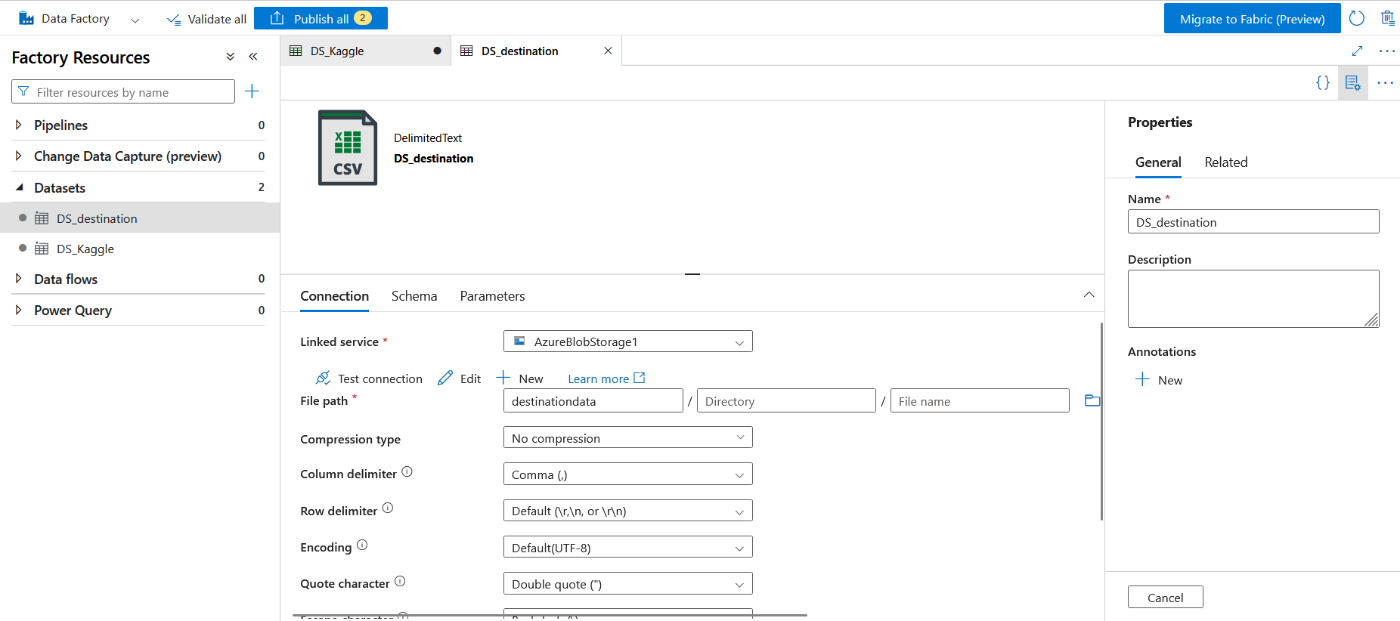 Data Factory
Validate all
Publish all 2
Migrate to Fabric (Preview)
Factory Resources
Filter resources by name
Pipelines 0
Change Data Capture (preview) 0
Datasets 2
DS_destination
DS_Kaggle
Data flows 0
Power Query 0
DS_Kaggle
DS_destination
{}
X
CSV
DelimitedText
DS_destination
Connection Schema Parameters
Linked service *
AzureBlobStorage1
Test connection Edit New Learn more
File path *
destinationdata / Directory / File name
Compression type
No compression
Column delimiter
Comma (,)
Row delimiter
Default (\r,\n, or \r\n)
Encoding
Default(UTF-8)
Quote character
Double quote (")
Properties
General Related
Name *
DS_destination
Description
Annotations
New
Cancel